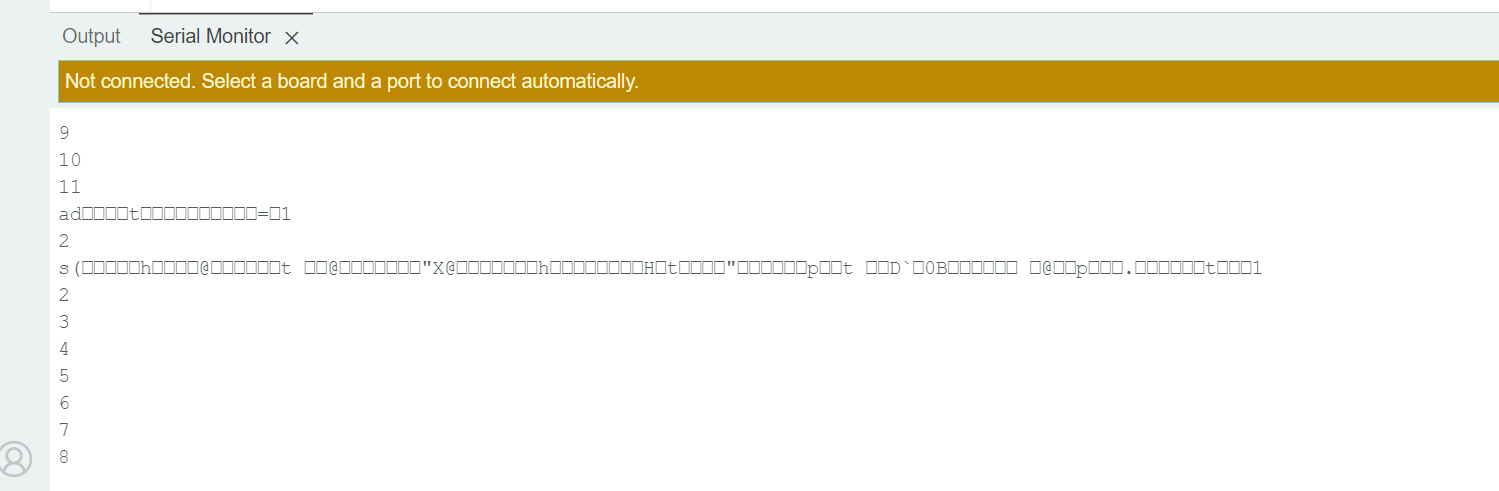 Output Serial Monitor
Not connected. Select a board and a port to connect automatically.
9
10
11
ad□□□□t□□□□□□□□□□=□1
2
s(□□□□□h□□□□@□□□□□□t □□@□□□□□□□"X@□□□□□□□h□□□□□□□□H□t□□□□"□□□□□□p□□t □□D`□0B□□□□□□ □@□□p□□□.□□□□□□t□□□1
2
3
4
5
6
7
8